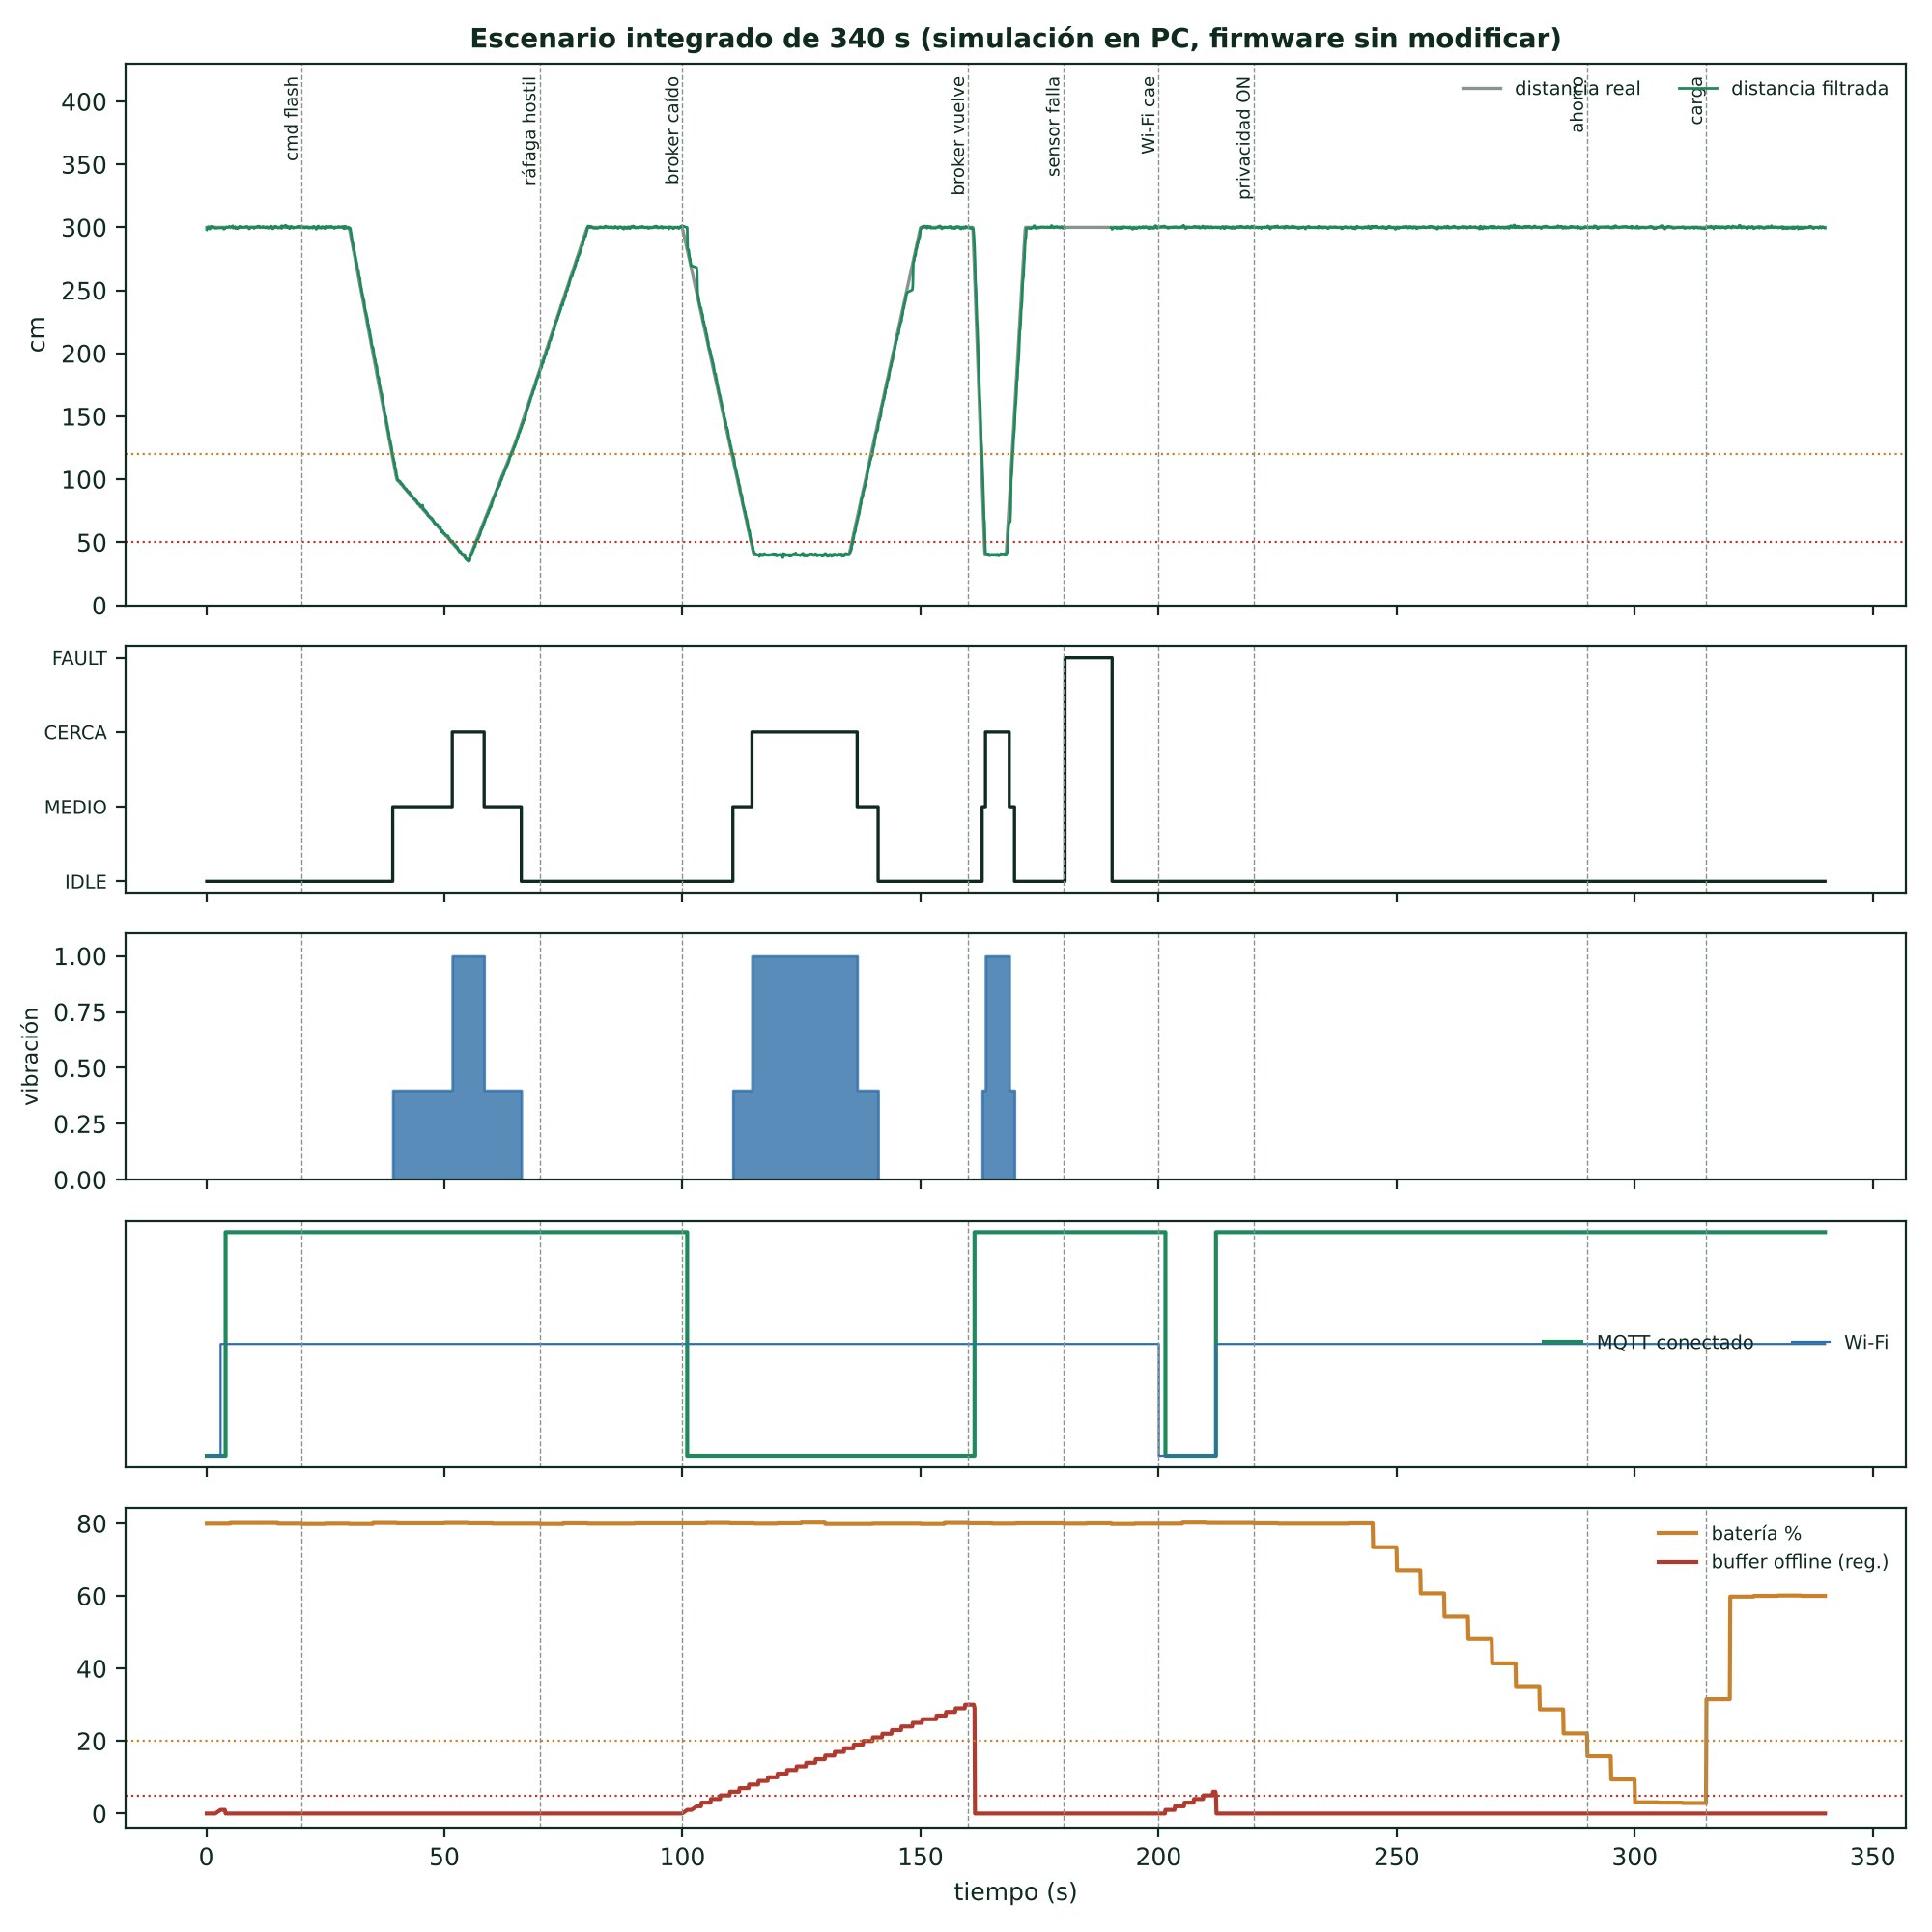 Escenario integrado de 340 s (simulación en PC, firmware sin modificar)
cmd flash
ráfaga hostil
broker caído
broker vuelve
sensor falla
Wi-Fi cae
privacidad ON
ahorro
carga
distancia real
distancia filtrada
cm
400
350
300
250
200
150
100
50
0
FAULT
CERCA
MEDIO
IDLE
vibración
1.00
0.75
0.50
0.25
0.00
MQTT conectado
Wi-Fi
batería %
buffer offline (reg.)
80
60
40
20
0
0 50 100 150 200 250 300 350
tiempo (s)